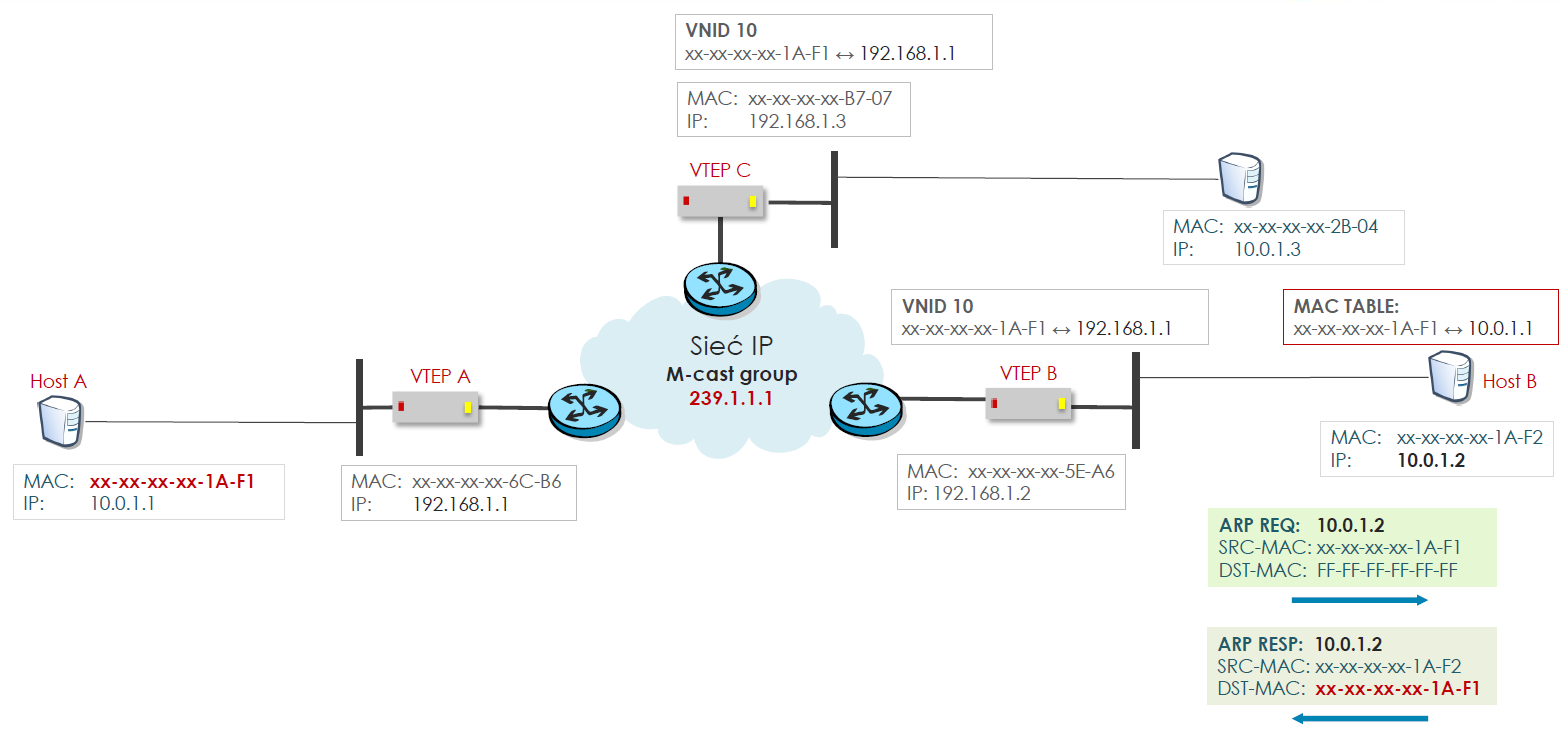 VNID 10
xx-xx-xx-xx-1A-F1 ↔ 192.168.1.1
MAC: xx-xx-xx-xx-B7-07
IP: 192.168.1.3
VTEP C
MAC: xx-xx-xx-xx-2B-04
IP: 10.0.1.3
VNID 10
xx-xx-xx-xx-1A-F1 ↔ 192.168.1.1
MAC TABLE:
xx-xx-xx-xx-1A-F1 ↔ 10.0.1.1
Sieć IP
M-cast group
239.1.1.1
Host A
VTEP A
VTEP B
Host B
MAC: xx-xx-xx-xx-1A-F1
IP: 10.0.1.1
MAC: xx-xx-xx-xx-6C-B6
IP: 192.168.1.1
MAC: xx-xx-xx-xx-5E-A6
IP: 192.168.1.2
MAC: xx-xx-xx-xx-1A-F2
IP: 10.0.1.2
ARP REQ: 10.0.1.2
SRC-MAC: xx-xx-xx-xx-1A-F1
DST-MAC: FF-FF-FF-FF-FF-FF
ARP RESP: 10.0.1.2
SRC-MAC: xx-xx-xx-xx-1A-F2
DST-MAC: xx-xx-xx-xx-1A-F1